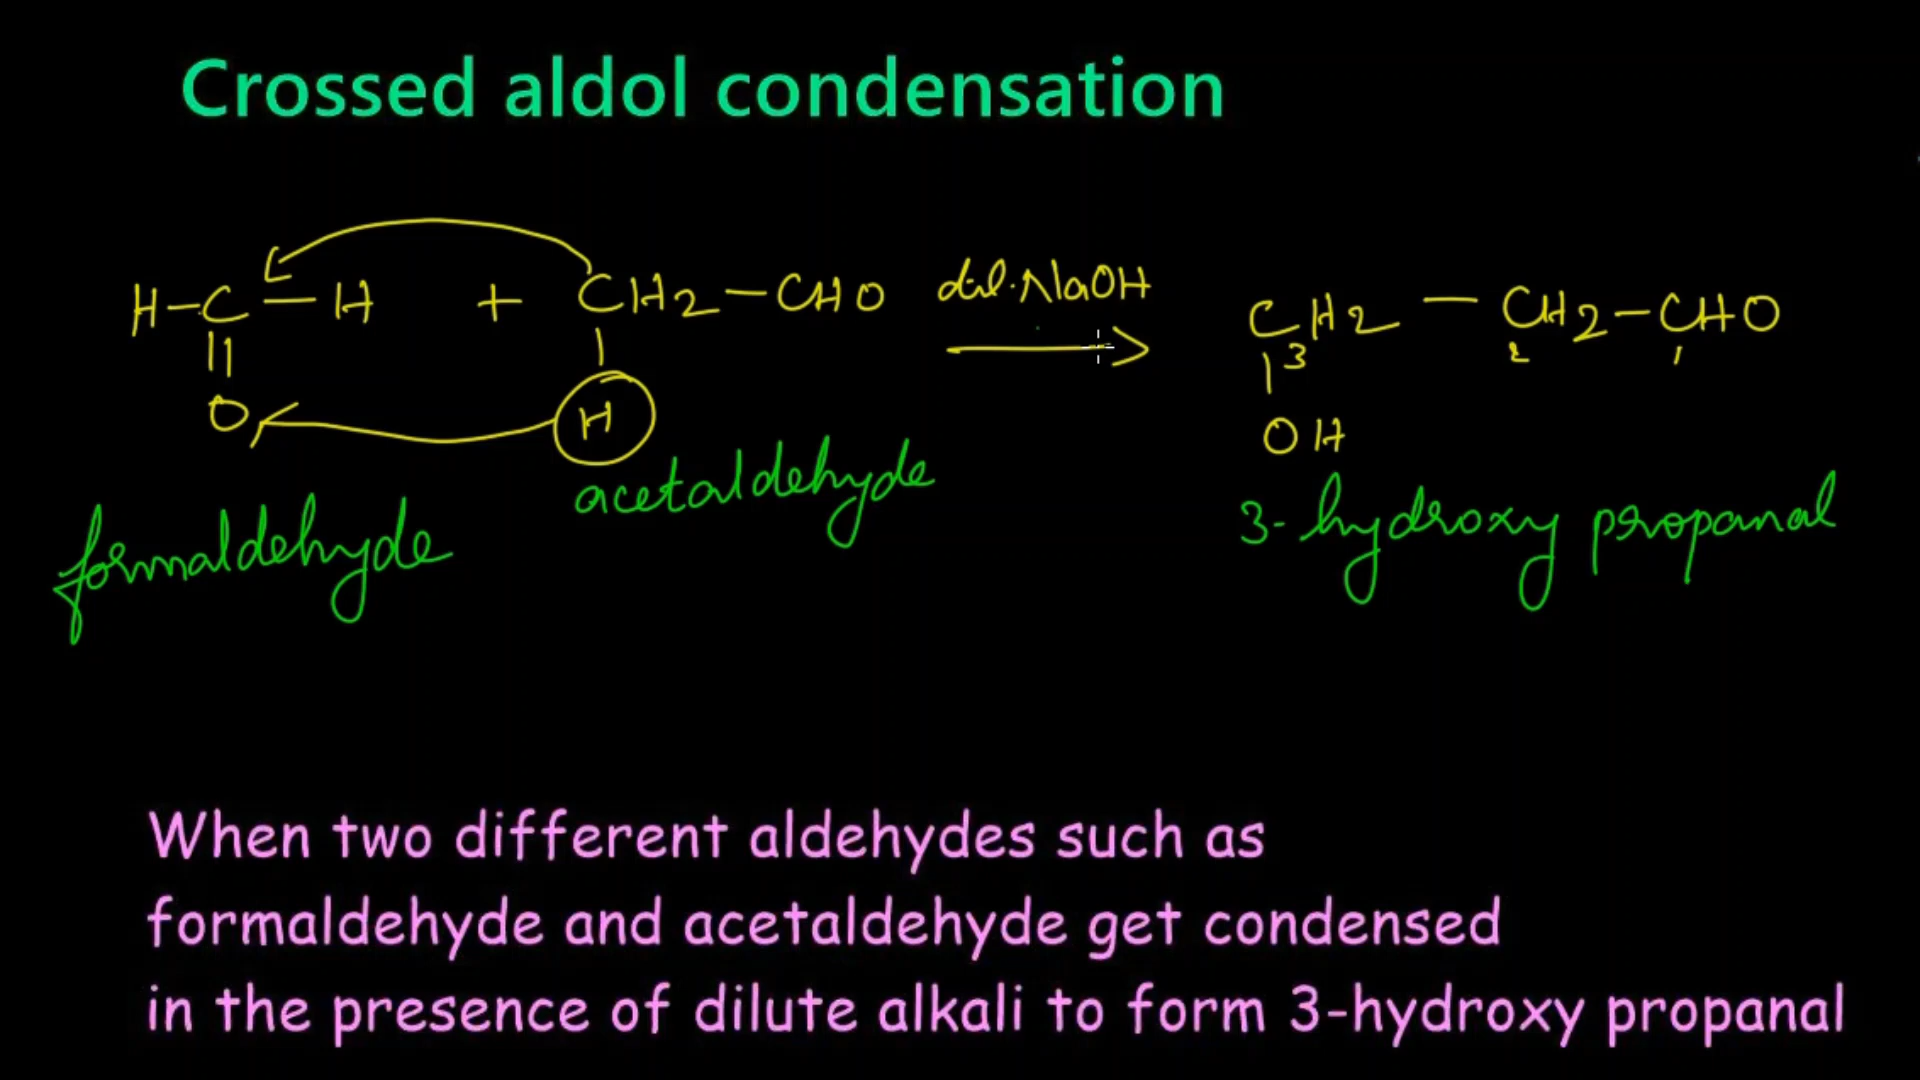 Crossed aldol condensation
H-C-H + CH2-CHO dil.NaOH CH2-CH2-CHO
3 2 1
O H OH
formaldehyde acetaldehyde 3-hydroxy propanal
When two different aldehydes such as
formaldehyde and acetaldehyde get condensed
in the presence of dilute alkali to form 3-hydroxy propanal